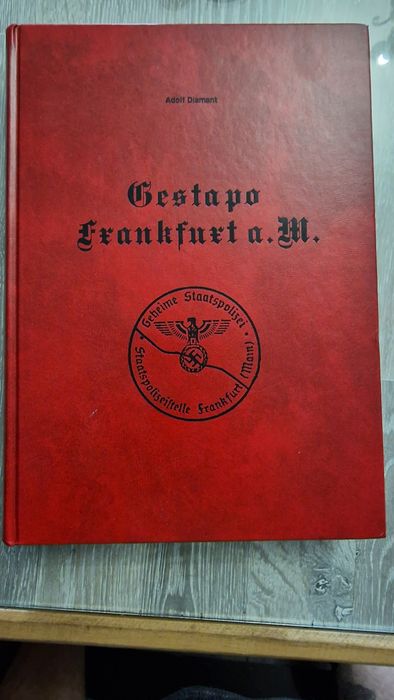 Adolf Diamant
Gestapo
Frankfurt a.M.
Geheime Staatspolizei
Staatspolizeistelle Frankfurt (Main)